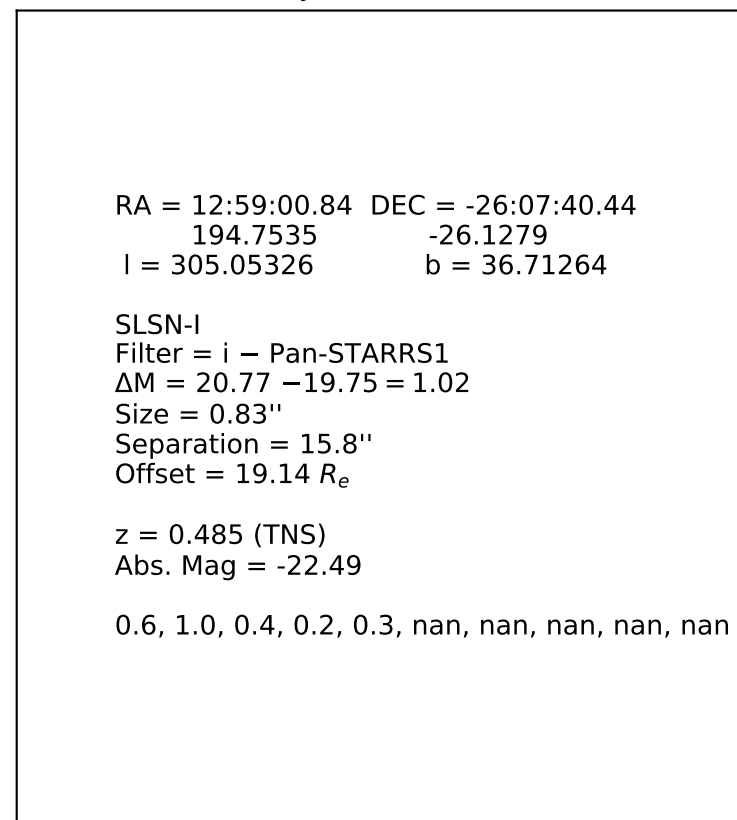 RA = 12:59:00.84 DEC = -26:07:40.44
194.7535 -26.1279
l = 305.05326 b = 36.71264
SLSN-I
Filter = i − Pan-STARRS1
ΔM = 20.77 −19.75 = 1.02
Size = 0.83''
Separation = 15.8''
Offset = 19.14 Re
z = 0.485 (TNS)
Abs. Mag = -22.49
0.6, 1.0, 0.4, 0.2, 0.3, nan, nan, nan, nan, nan